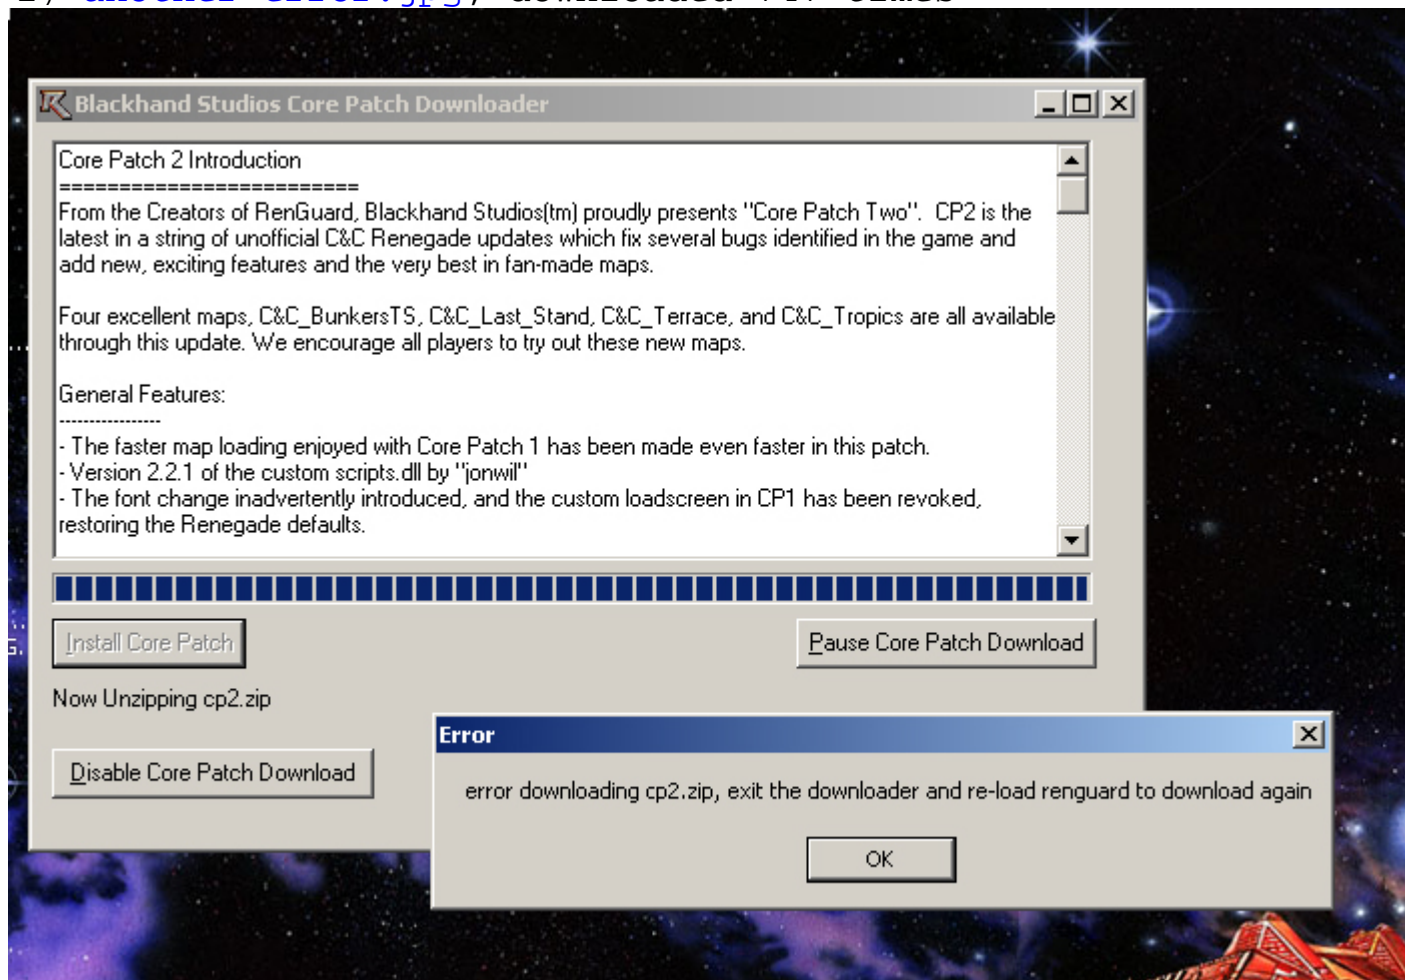 Blackhand Studios Core Patch Downloader
Core Patch 2 Introduction
=========================
From the Creators of RenGuard, Blackhand Studios(tm) proudly presents "Core Patch Two".  CP2 is the
latest in a string of unofficial C&C Renegade updates which fix several bugs identified in the game and
add new, exciting features and the very best in fan-made maps.
Four excellent maps, C&C_BunkersTS, C&C_Last_Stand, C&C_Terrace, and C&C_Tropics are all available
through this update. We encourage all players to try out these new maps.
General Features:
----------------
- The faster map loading enjoyed with Core Patch 1 has been made even faster in this patch.
- Version 2.2.1 of the custom scripts.dll by "jonwil"
- The font change inadvertently introduced, and the custom loadscreen in CP1 has been revoked,
restoring the Renegade defaults.
Install Core Patch
Pause Core Patch Download
Now Unzipping cp2.zip
Disable Core Patch Download
Error
error downloading cp2.zip, exit the downloader and re-load renguard to download again
OK